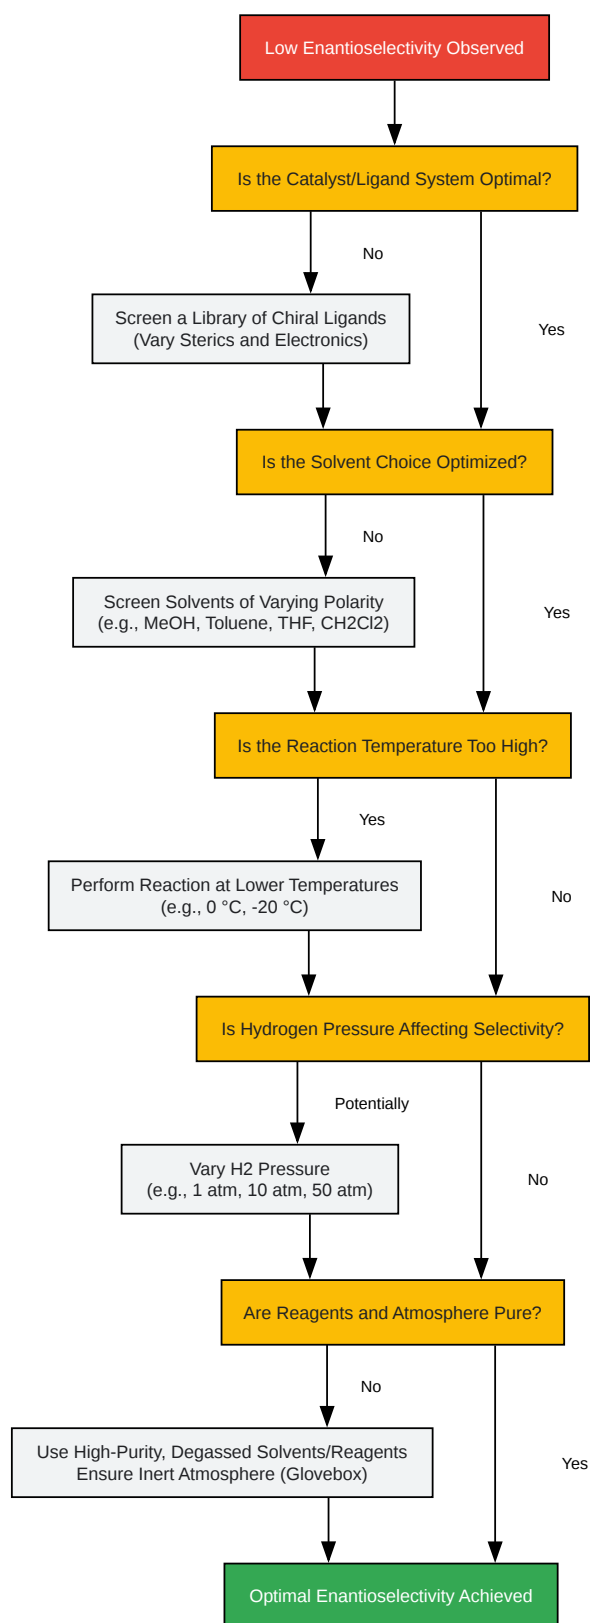 Low Enantioselectivity Observed
Is the Catalyst/Ligand System Optimal?
No
Screen a Library of Chiral Ligands
(Vary Sterics and Electronics)
Yes
Is the Solvent Choice Optimized?
No
Screen Solvents of Varying Polarity
(e.g., MeOH, Toluene, THF, CH2Cl2)
Yes
Is the Reaction Temperature Too High?
Yes
Perform Reaction at Lower Temperatures
(e.g., 0 °C, -20 °C)
No
Is Hydrogen Pressure Affecting Selectivity?
Potentially
Vary H2 Pressure
(e.g., 1 atm, 10 atm, 50 atm)
No
Are Reagents and Atmosphere Pure?
No
Use High-Purity, Degassed Solvents/Reagents
Ensure Inert Atmosphere (Glovebox)
Yes
Optimal Enantioselectivity Achieved